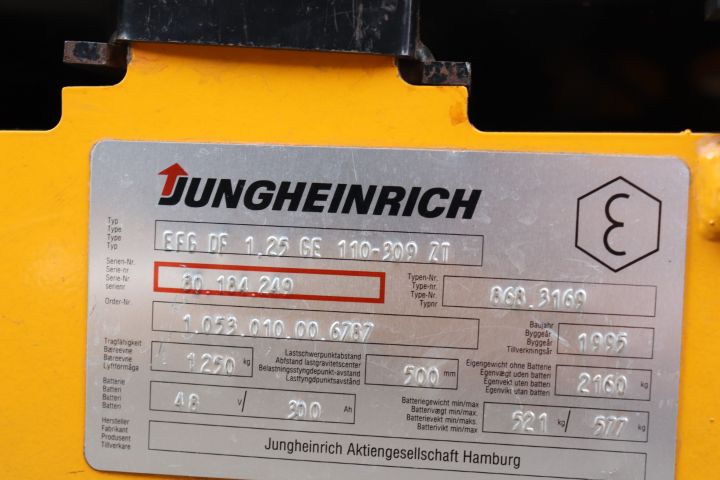 JUNGHEINRICH
ε
Typ
Type
Type
Typ
EFG DF 1,25 GE 110-309 ZT
Serien-Nr.
Serie-nr
Serie-Nr.
serienr
80.184.249
Typen-Nr.
Type-nr.
Type-Nr.
Typnr
868.3169
Order-Nr.
1.053.010.00.6787
Baujahr
Byggeår
Byggeår
Tillverkningsår
1995
Tragfähigkeit
Bæreevne
Bæreevne
Lyftförmåga
1250 kg
Lastschwerpunktabstand
Afstand lastgravitetscenter
Belastningsstyngdepunkt-avstand
Lasttyngdpunktsavstånd
500 mm
Eigengewicht ohne Batterie
Egenvægt uden batteri
Egenvekt uten batteri
Egenvikt utan batteri
2160 kg
Batterie
Batteri
Batteri
Batteri
48 V/ 300 Ah
Batteriegewicht min/max
Batterivægt min./max
Batterivekt min/maks.
Batterivikt min/max
521 kg/ 577 kg
Hersteller
Fabrikant
Produsent
Tillverkare
Jungheinrich Aktiengesellschaft Hamburg